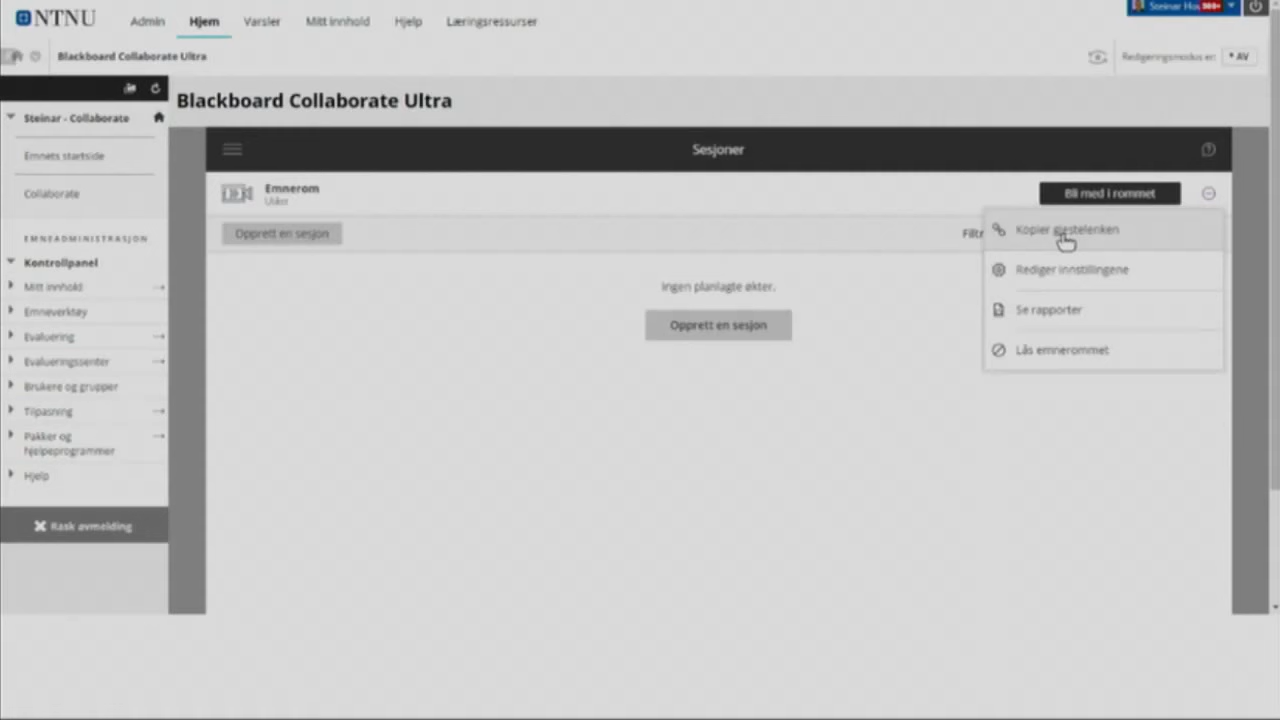 NTNU
Admin
Hjem
Varsler
Mitt innhold
Hjelp
Læringsressurser
Steinar
Blackboard Collaborate Ultra
Redigeringsmodus er:
AV
Blackboard Collaborate Ultra
Steinar - Collaborate
Emnets startside
Collaborate
EMNEADMINISTRASJON
Kontrollpanel
Mitt innhold
Emneverktøy
Evaluering
Evalueringssenter
Brukere og grupper
Tilpasning
Pakker og
hjelpeprogrammer
Hjelp
Rask avmelding
Sesjoner
Emnerom
Bli med i rommet
Opprett en sesjon
Filtr
Kopier gjestelenken
Rediger innstillingene
Se rapporter
Lås emnerommet
Ingen planlagte økter.
Opprett en sesjon